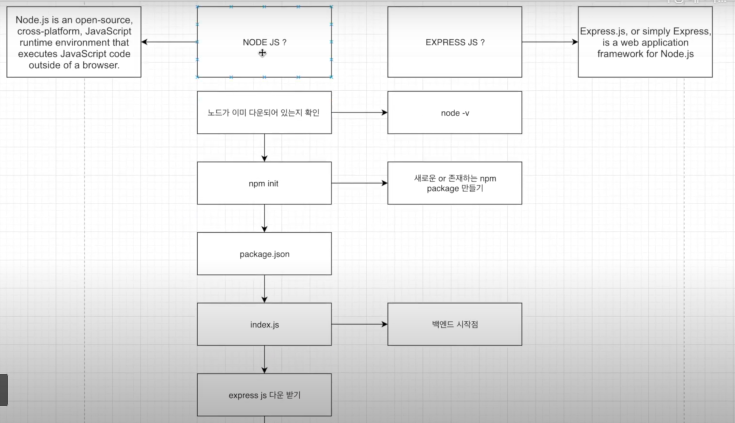 Node.js is an open-source,
cross-platform, JavaScript
runtime environment that
executes JavaScript code
outside of a browser.
NODE JS ?
EXPRESS JS ?
Express.js, or simply Express,
is a web application
framework for Node.js
노드가 이미 다운되어 있는지 확인
node -v
npm init
새로운 or 존재하는 npm
package 만들기
package.json
index.js
백엔드 시작점
express js 다운 받기